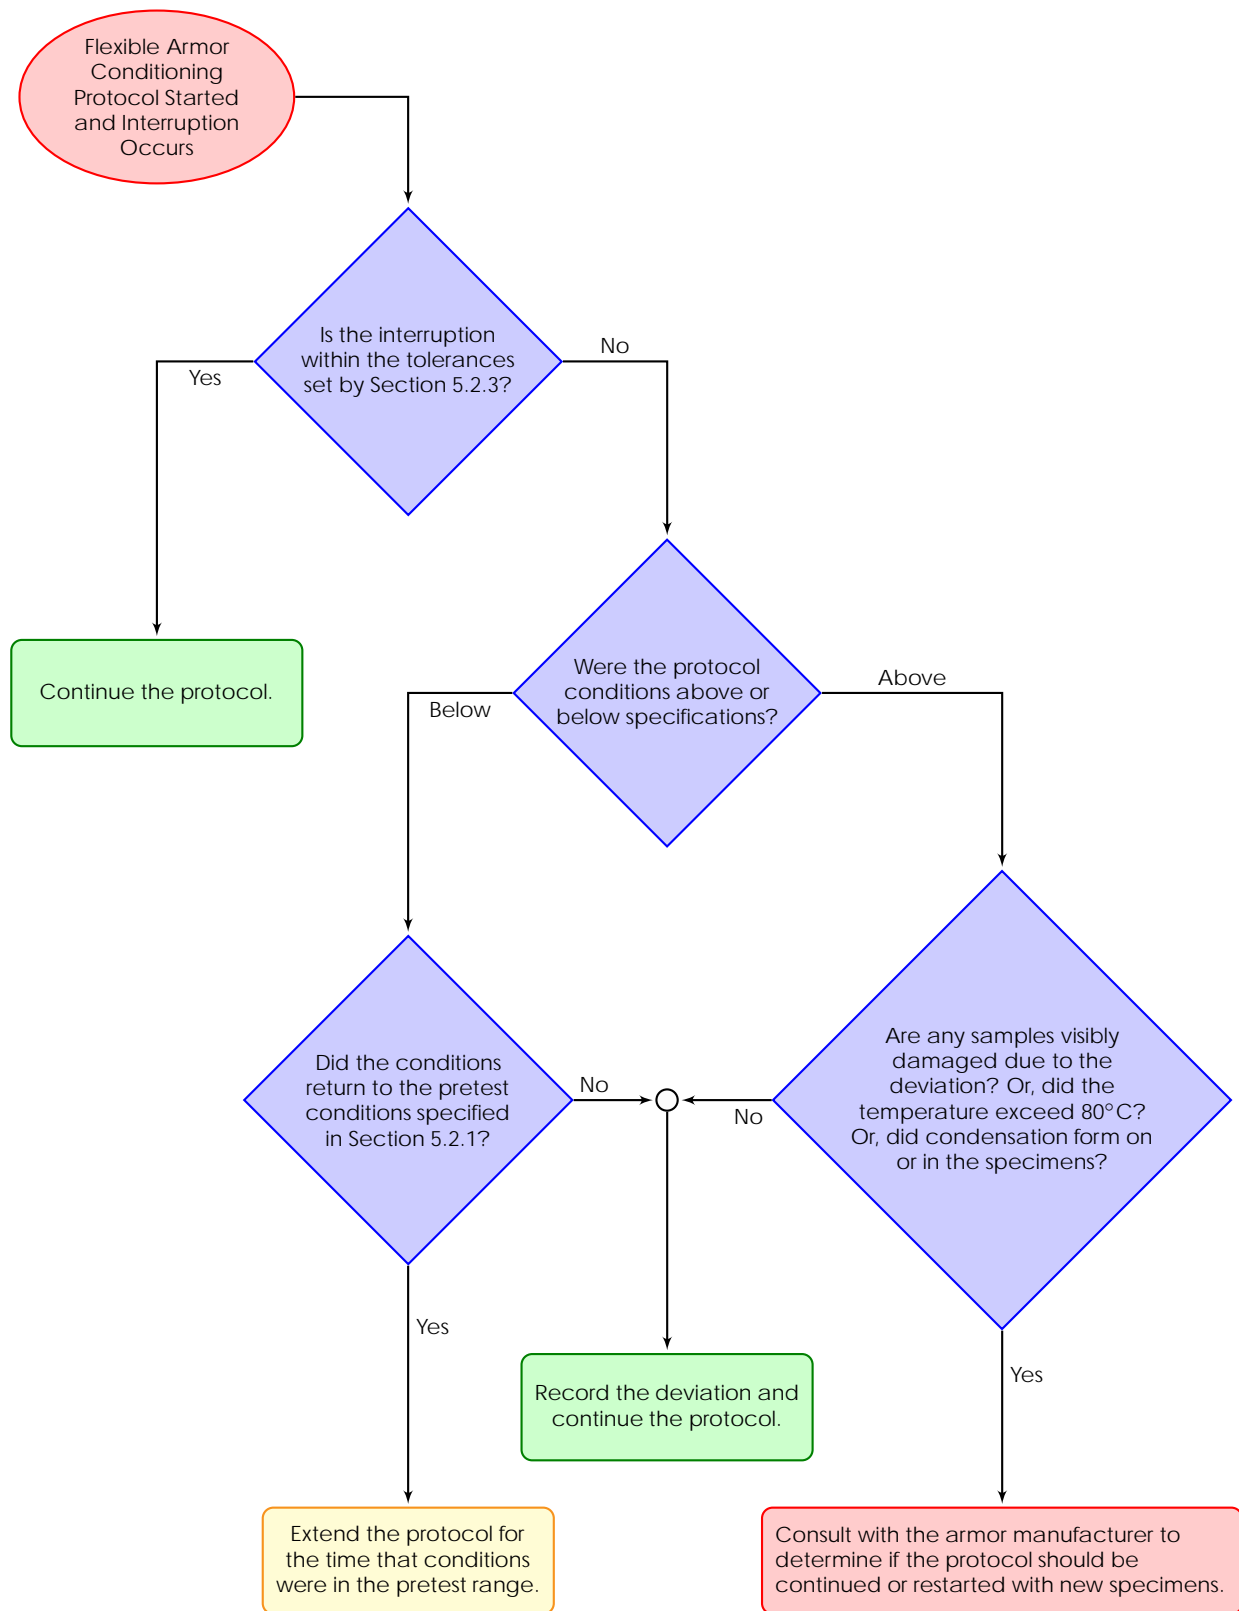 Flexible Armor
Conditioning
Protocol Started
and Interruption
Occurs
Is the interruption
within the tolerances
set by Section 5.2.3?
No
Yes
Continue the protocol.
Were the protocol
conditions above or
below specifications?
Above
Below
Did the conditions
return to the pretest
conditions specified
in Section 5.2.1?
No
Are any samples visibly
damaged due to the
deviation? Or, did the
temperature exceed 80°C?
Or, did condensation form on
or in the specimens?
No
Yes
Record the deviation and
continue the protocol.
Yes
Extend the protocol for
the time that conditions
were in the pretest range.
Consult with the armor manufacturer to
determine if the protocol should be
continued or restarted with new specimens.